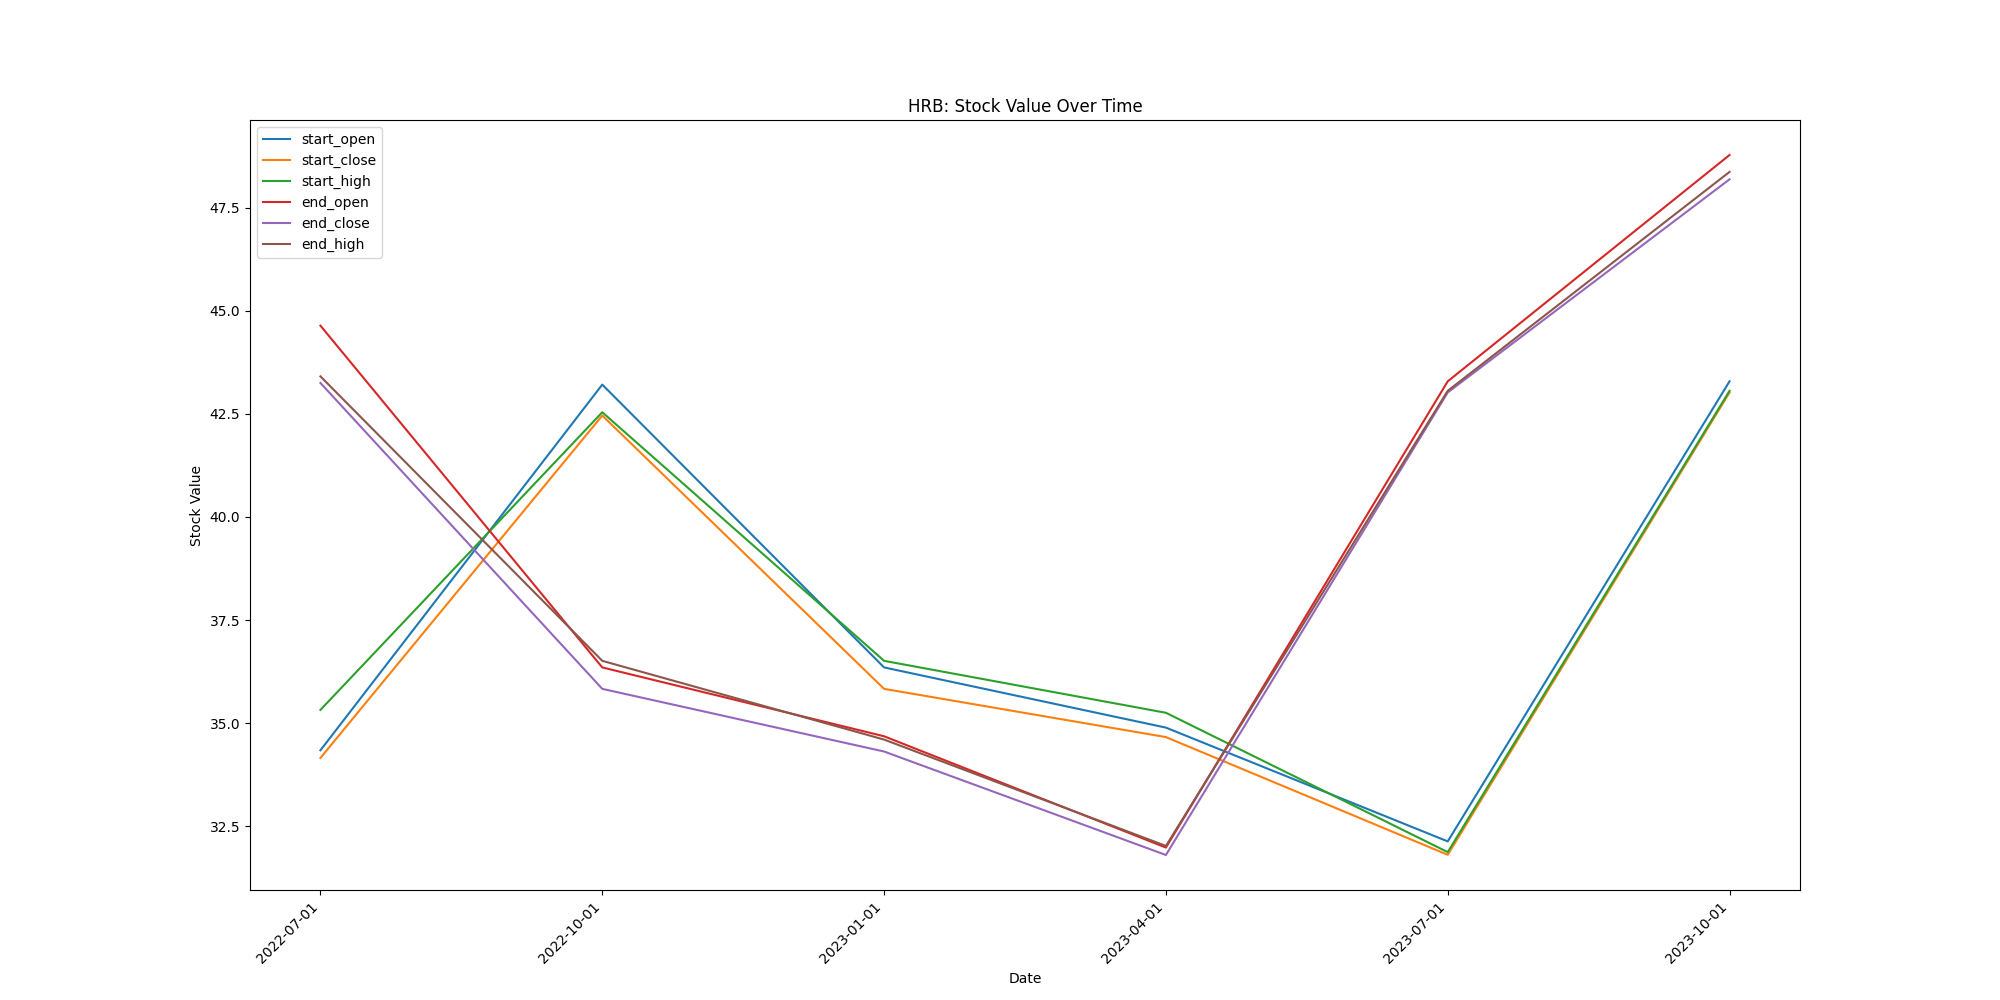 HRB: Stock Value Over Time
start_open
start_close
start_high
end_open
end_close
end_high
Stock Value
47.5
45.0
42.5
40.0
37.5
35.0
32.5
2022-07-01
2022-10-01
2023-01-01
2023-04-01
2023-07-01
2023-10-01
Date